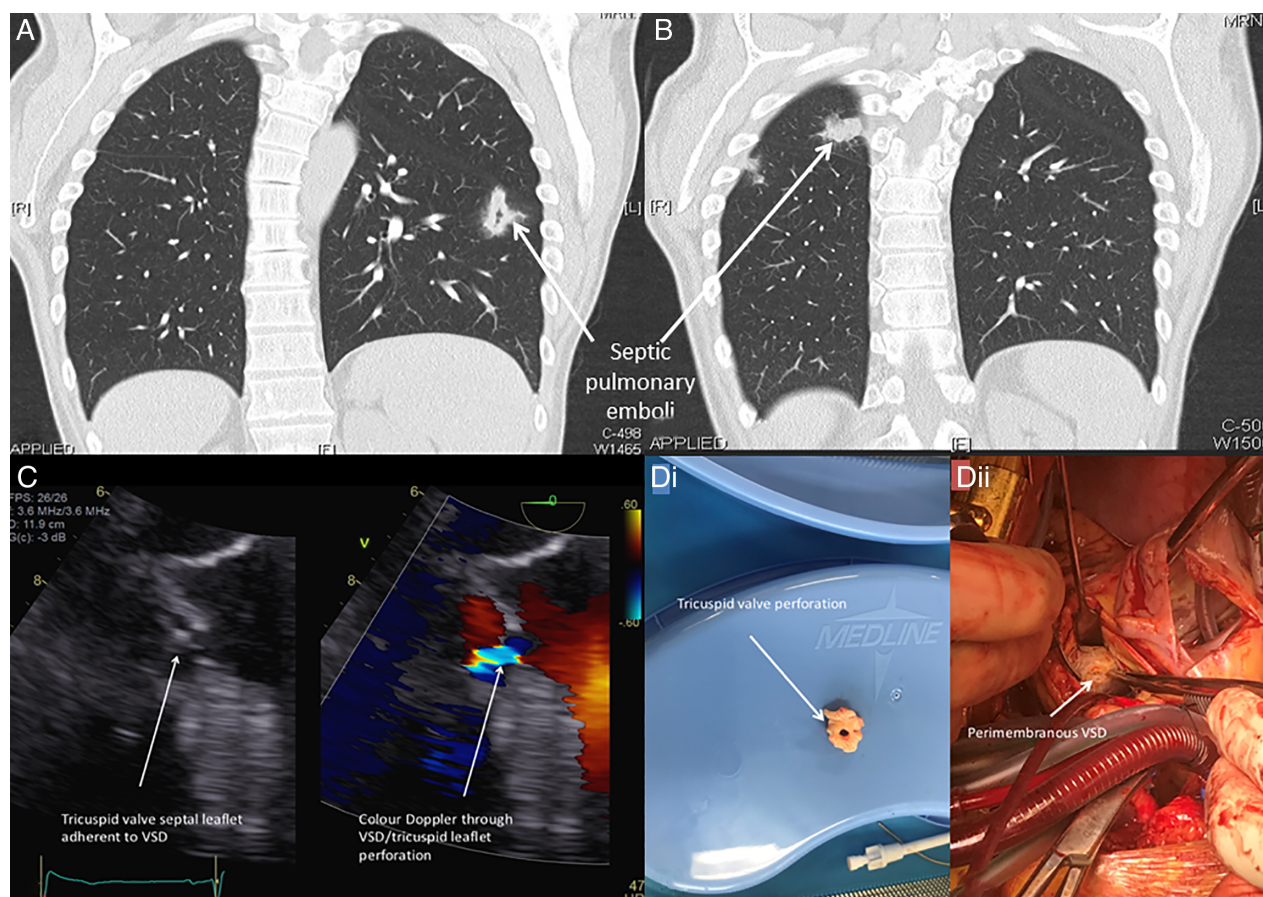 A
MRN:
[R]
[L]
APPLIED
[F]
C-498
W1465
B
MRN
[R]
[L
APPLIED
[F]
C-500
W1500
Septic
pulmonary
emboli
C
FPS: 26/26
: 3.6 MHz/3.6 MHz
D: 11.9 cm
G(c): -3 dB
6
8
6
8
V
0
.60
-.60
Tricuspid valve septal leaflet
adherent to VSD
Colour Doppler through
VSD/tricuspid leaflet
perforation
47
Di
Tricuspid valve perforation
MEDLINE
Dii
Perimembranous VSD